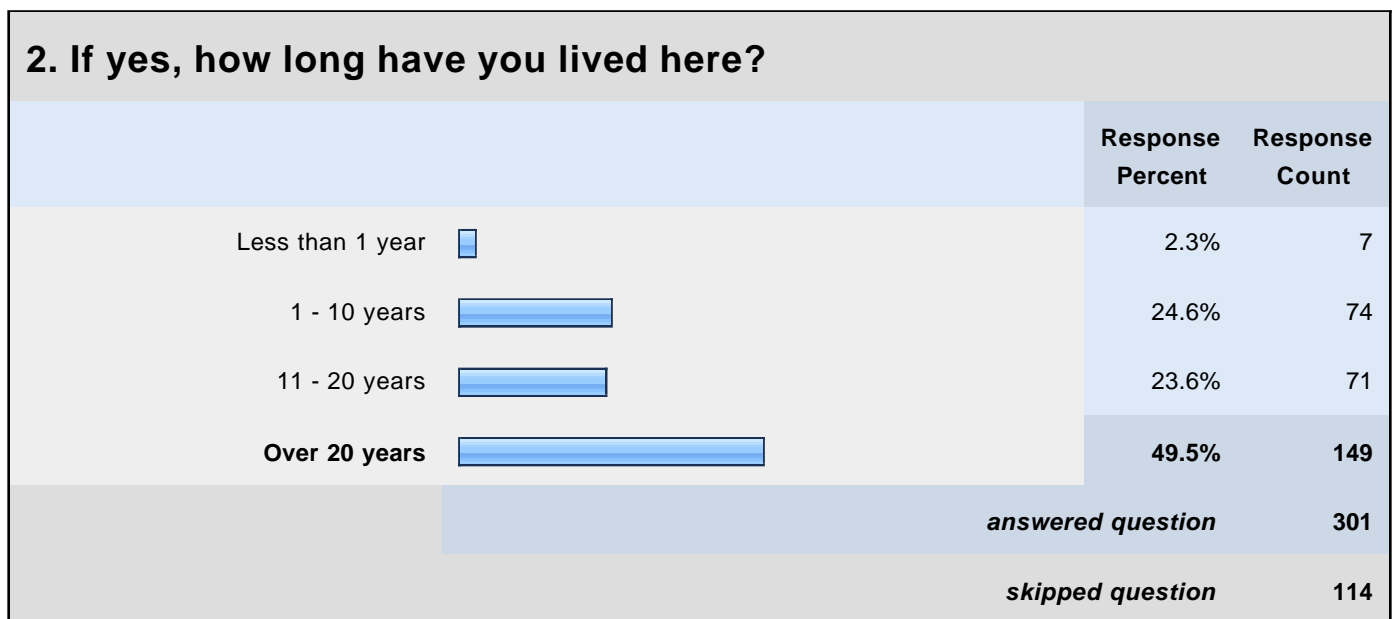 2. If yes, how long have you lived here?
Response Percent Response Count
Less than 1 year 2.3% 7
1 - 10 years 24.6% 74
11 - 20 years 23.6% 71
Over 20 years 49.5% 149
answered question 301
skipped question 114